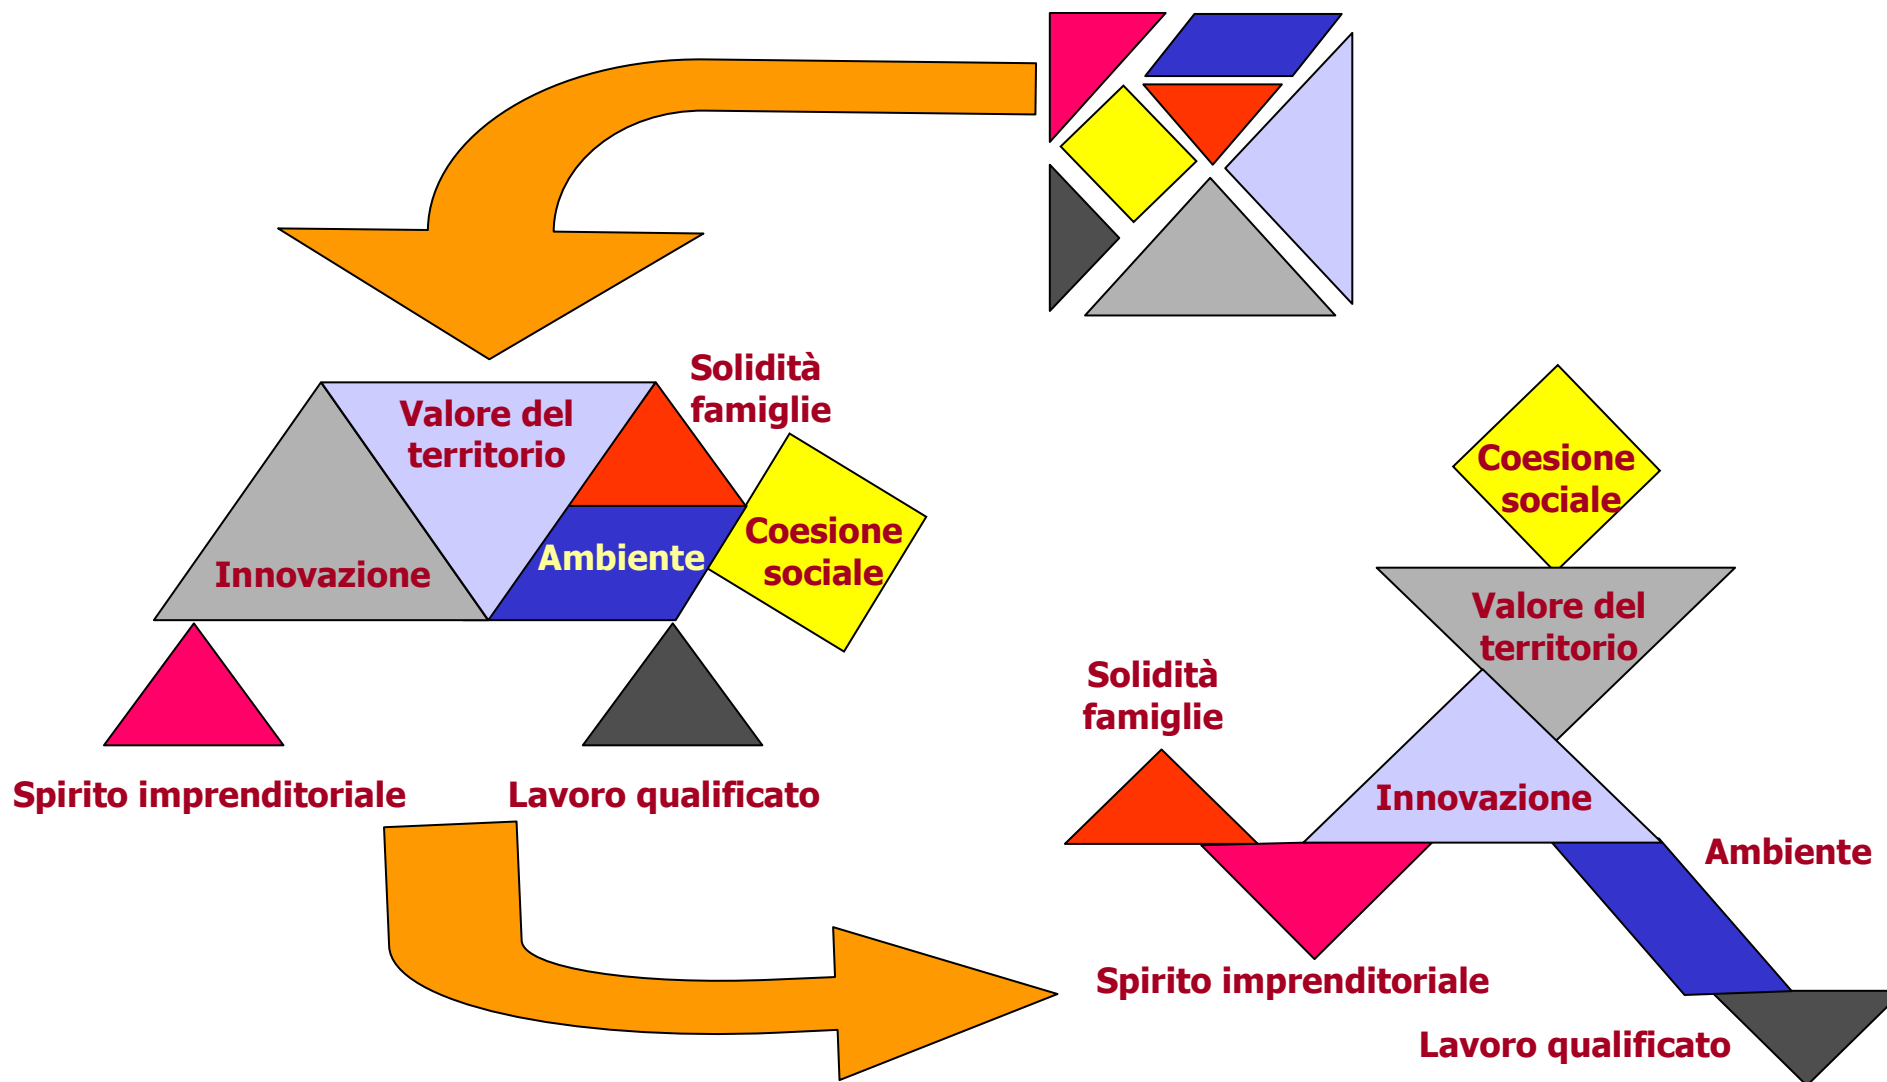 Solidità
famiglie
Valore del
territorio
Innovazione
Ambiente
Coesione
sociale
Spirito imprenditoriale
Lavoro qualificato
Coesione
sociale
Valore del
territorio
Solidità
famiglie
Innovazione
Ambiente
Spirito imprenditoriale
Lavoro qualificato